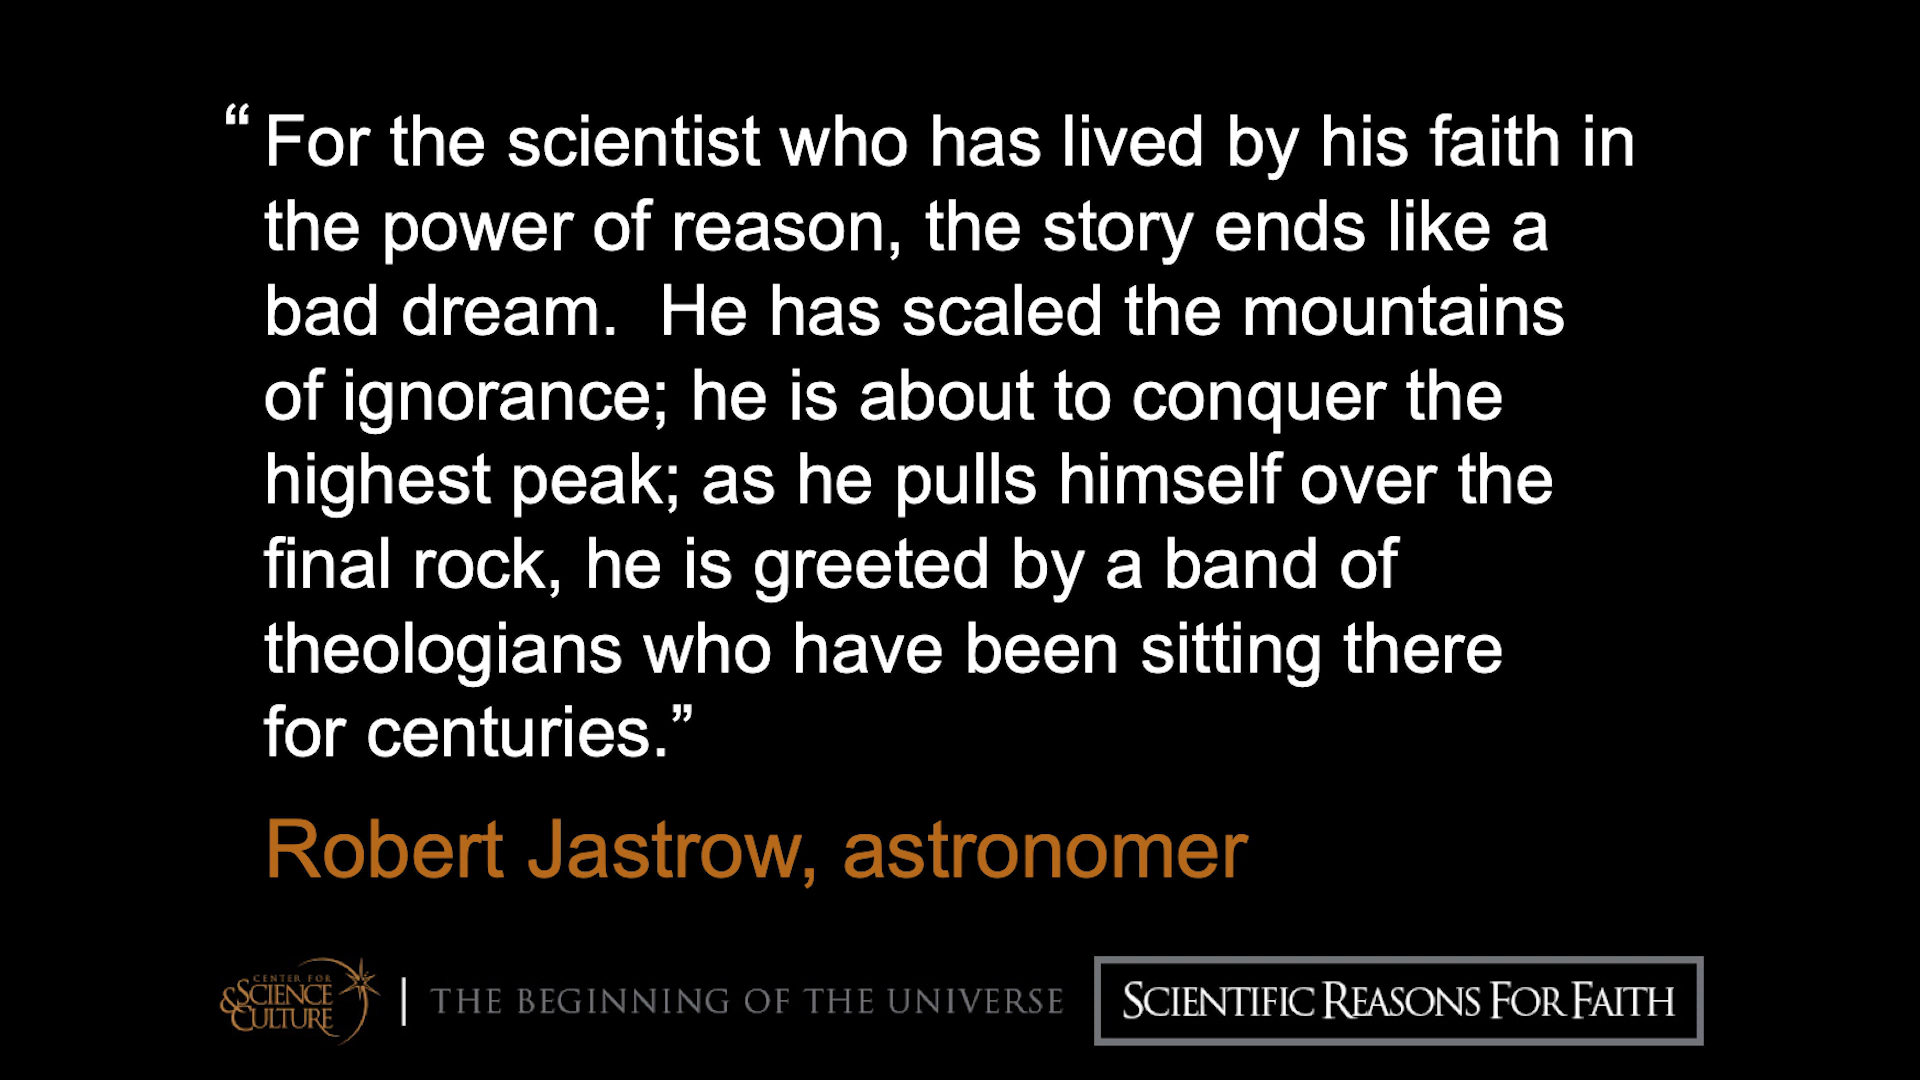 “ For the scientist who has lived by his faith in
the power of reason, the story ends like a
bad dream.  He has scaled the mountains
of ignorance; he is about to conquer the
highest peak; as he pulls himself over the
final rock, he is greeted by a band of
theologians who have been sitting there
for centuries.”
Robert Jastrow, astronomer
CENTER FOR
SCIENCE
& CULTURE
THE BEGINNING OF THE UNIVERSE
SCIENTIFIC REASONS FOR FAITH